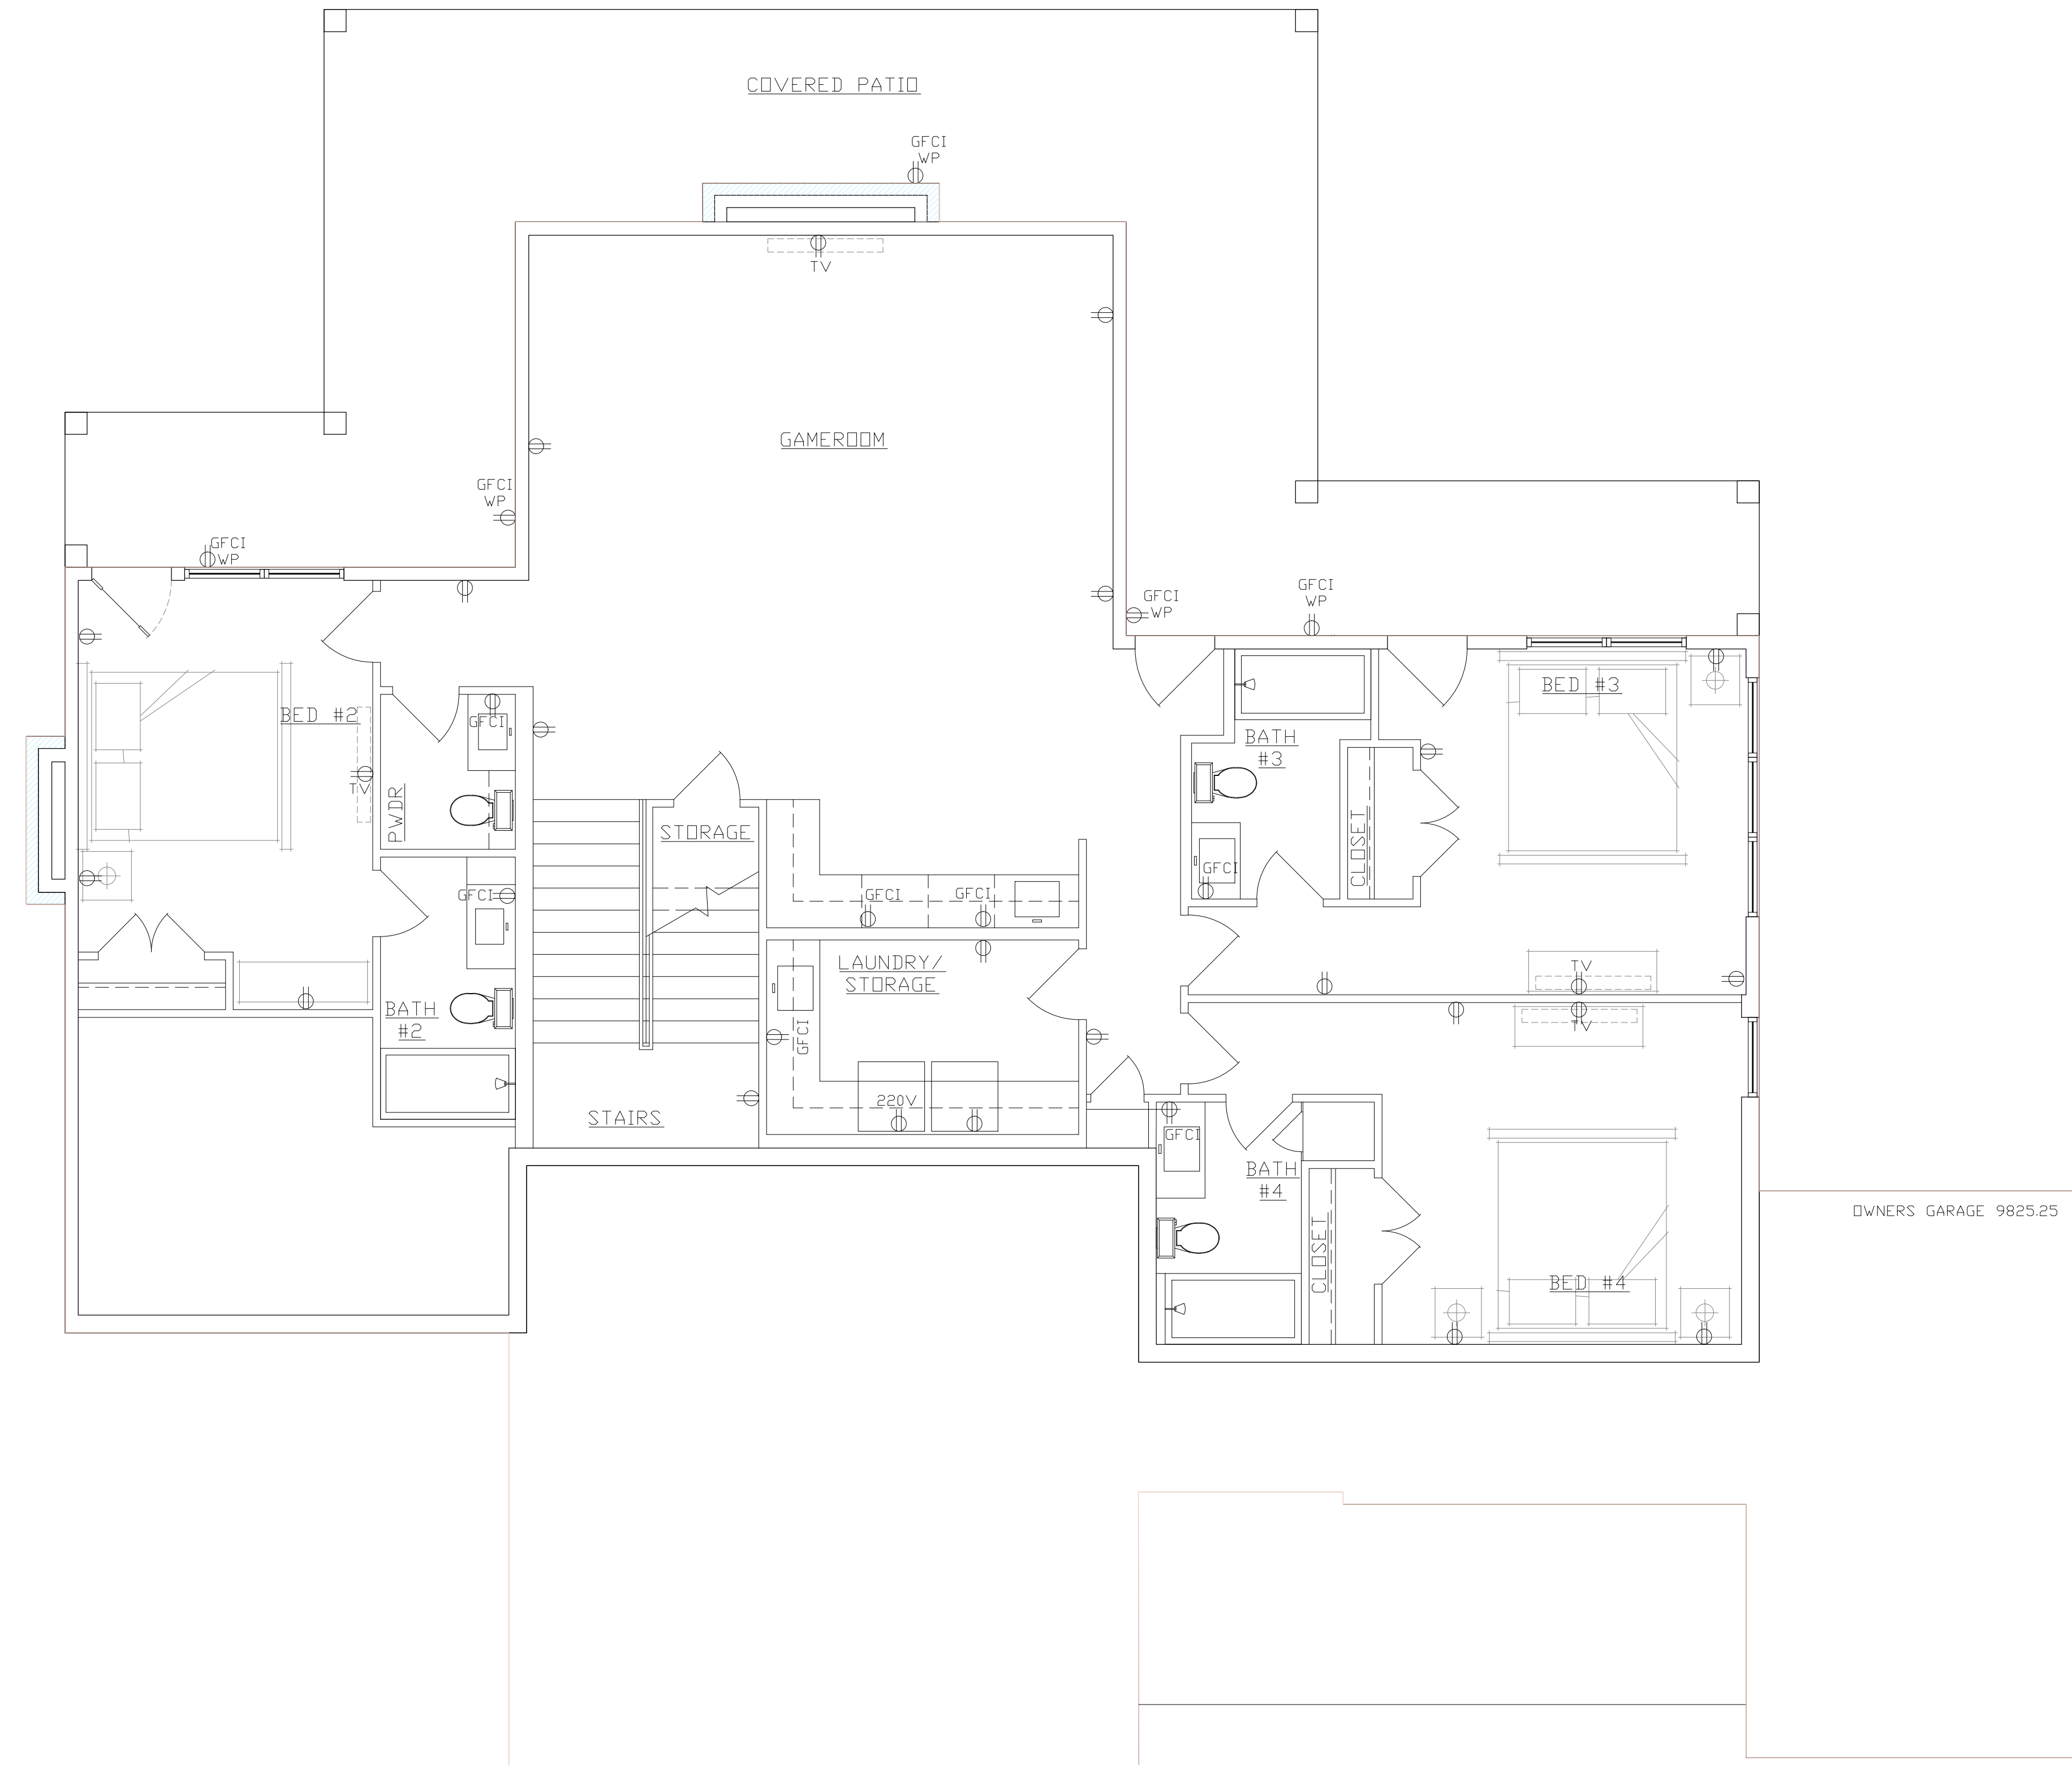 COVERED PATIO
GFCI
WP
TV
GAMEROOM
GFCI
WP
GFCI
WP
GFCI
WP
GFCI
WP
BED #2
GFCI
TV
PWDR
BED #3
BATH
#3
CLOSET
GFCI
STORAGE
GFCI
GFCI
GFCI
LAUNDRY/
STORAGE
TV
TV
BATH
#2
GFCI
220V
STAIRS
GFCI
BATH
#4
CLOSET
BED #4
OWNERS GARAGE 9825.25